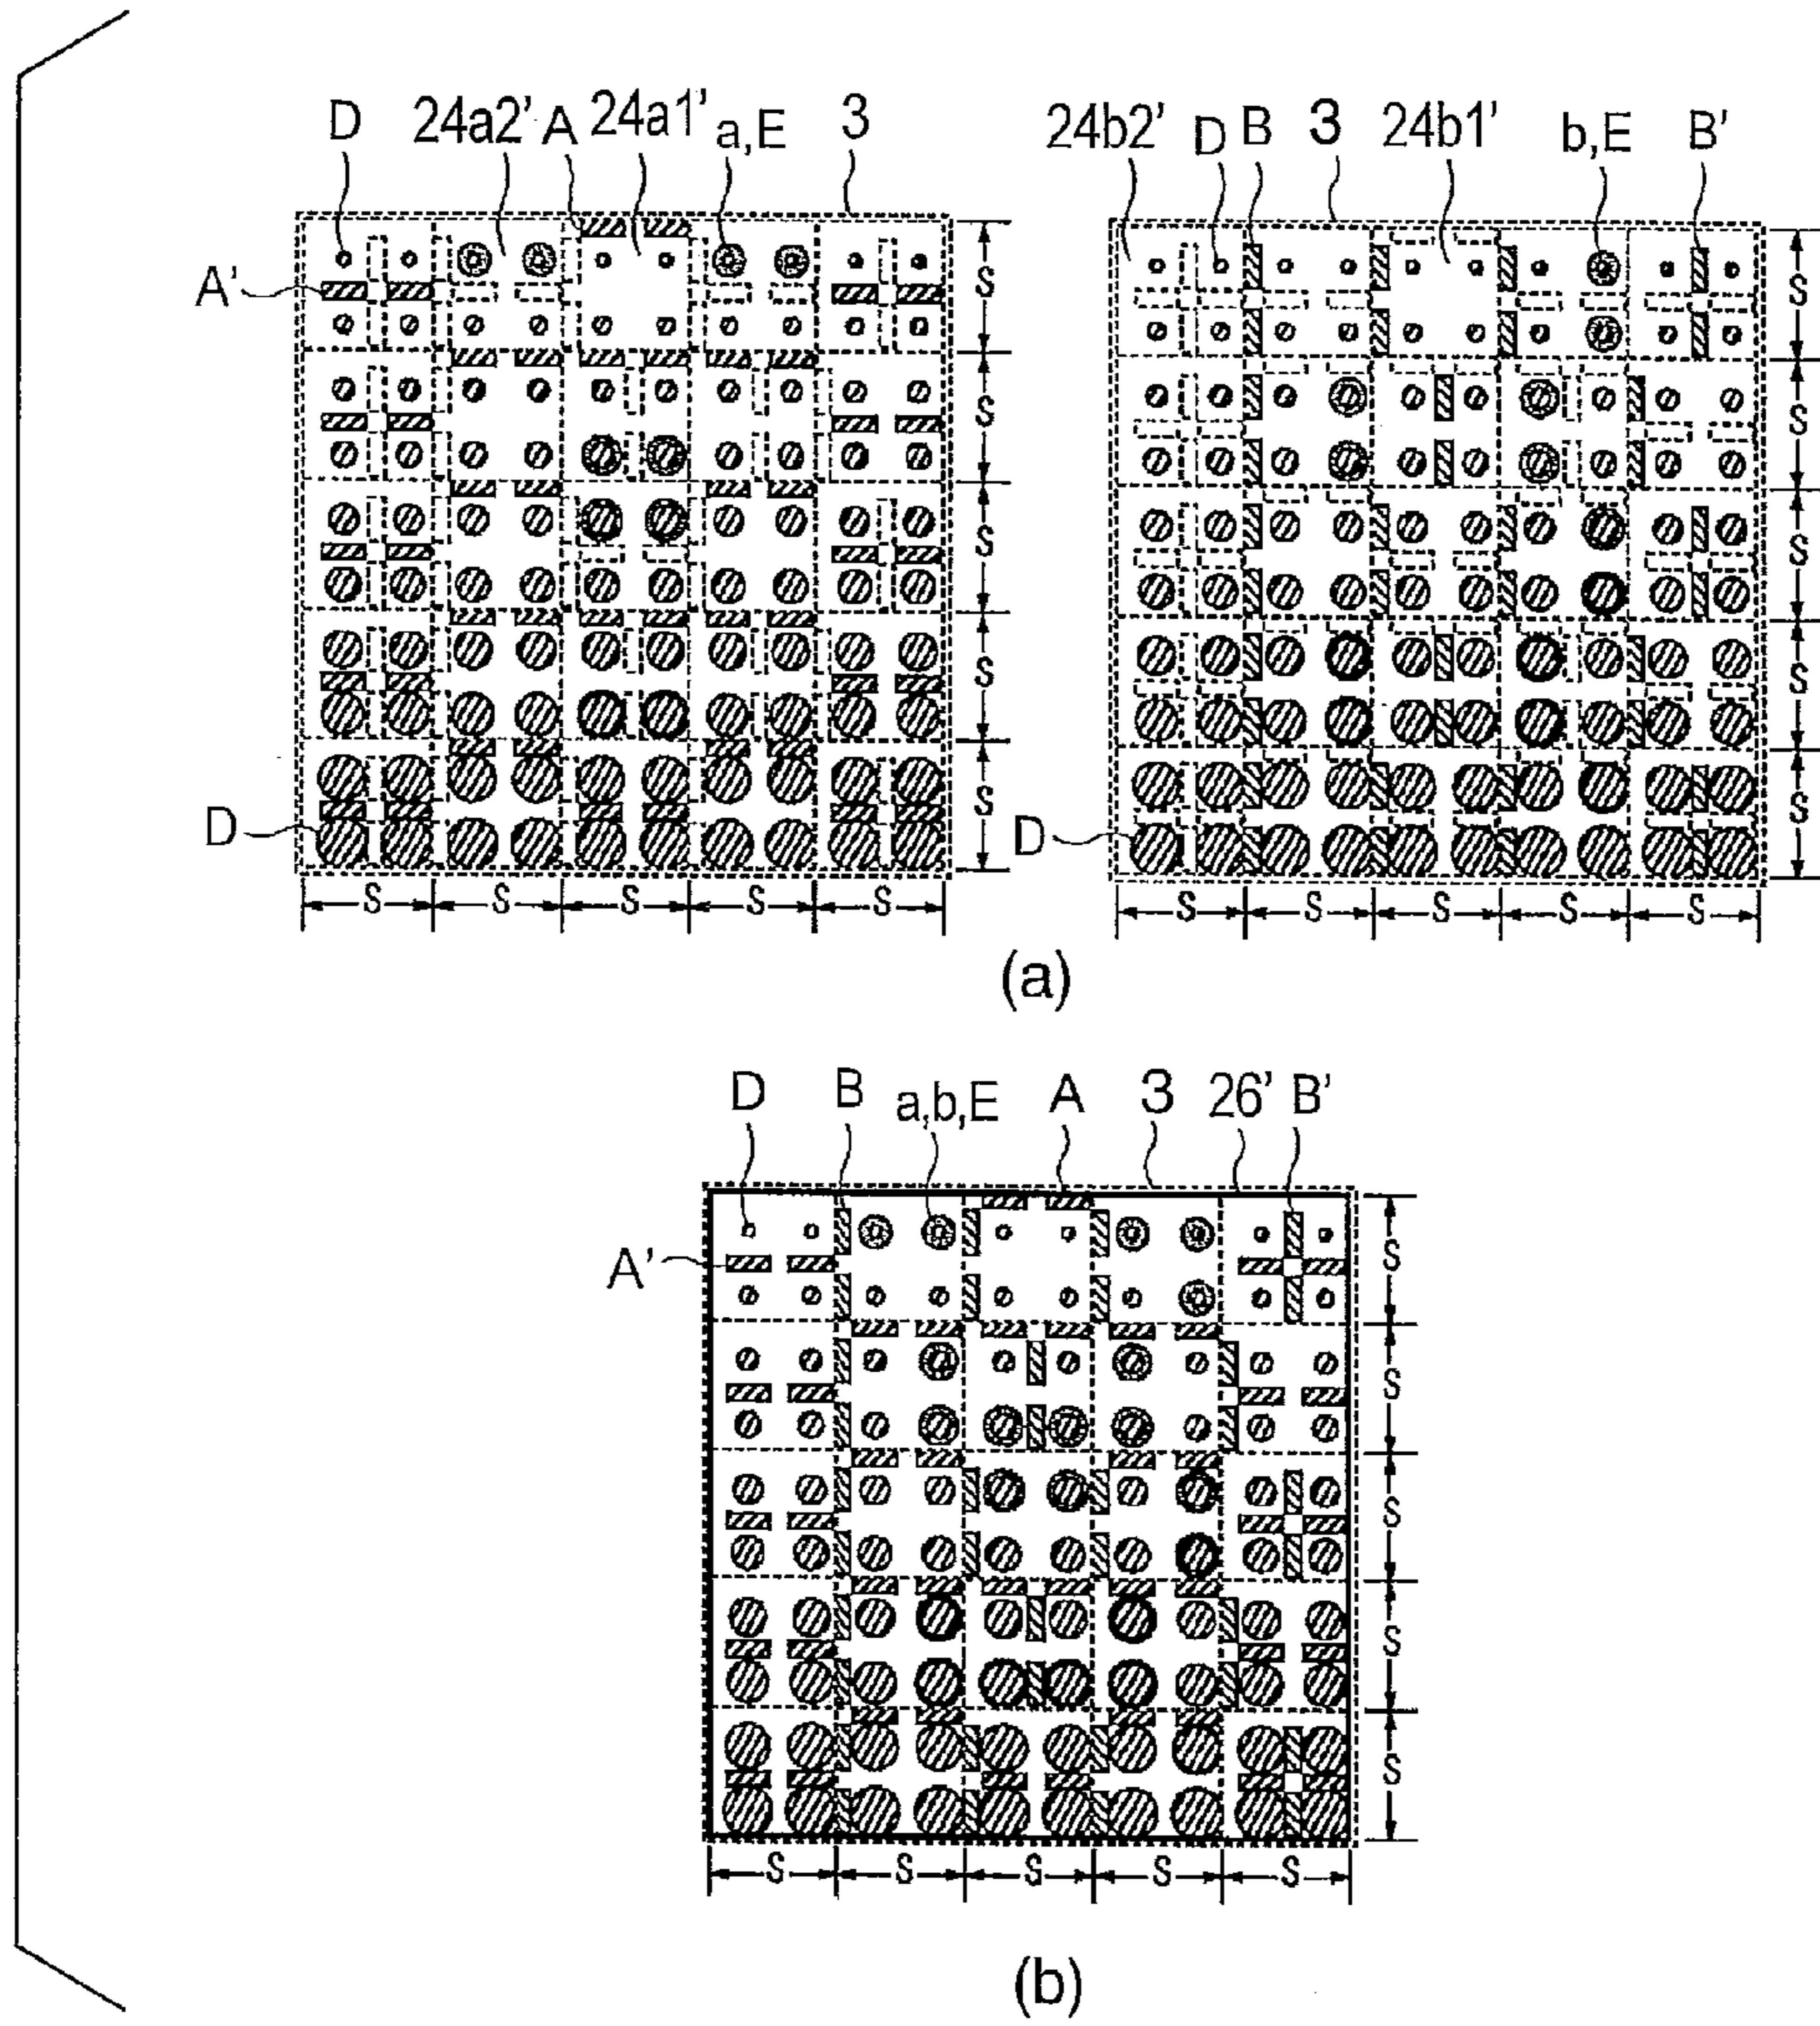 D 24a2' A 24a1' a,E 3
24b2' D B 3 24b1' b,E B'
A'
S S
S S
S S
S S
D S D S
S S S S S S S S S S
(a)
D B a,b,E A 3 26' B'
A'
S
S
S
S
S
S S S S S
(b)